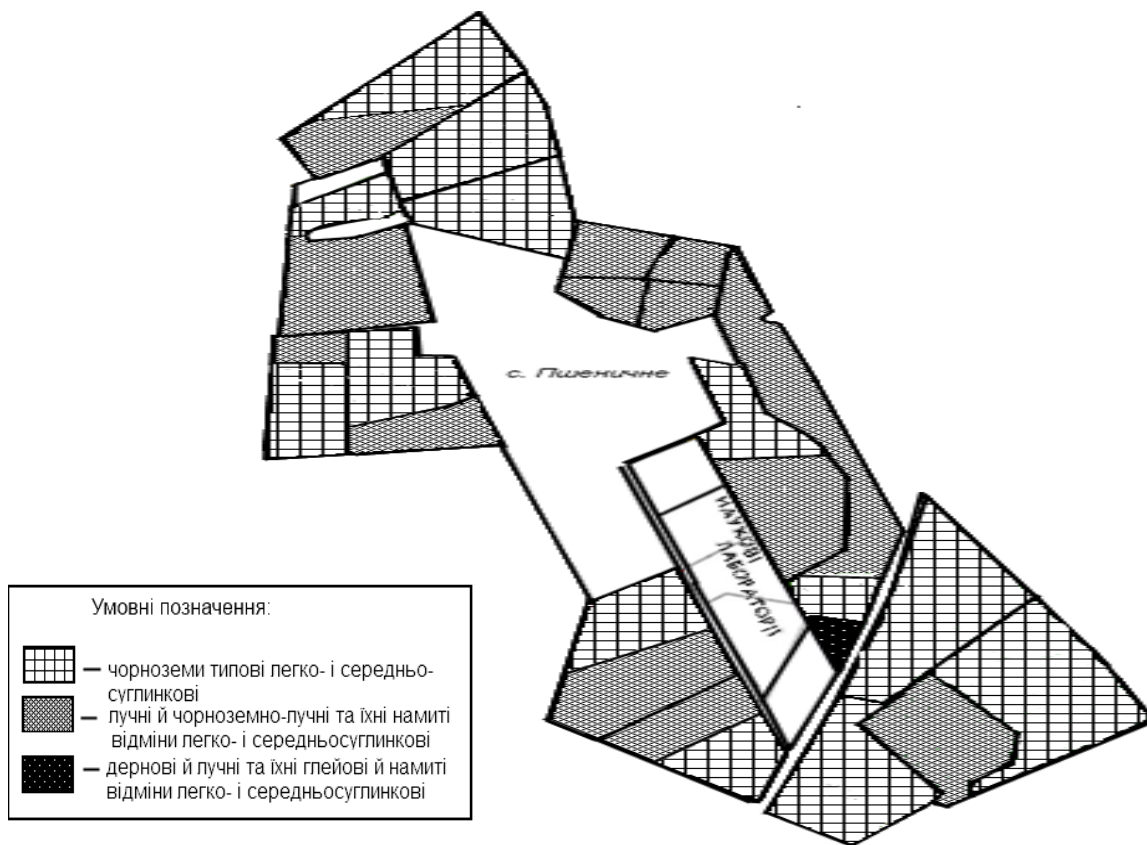 с. Пшеничне
НАУКОВІ
ЛАБОРАТОРІЇ
Умовні позначення:
– чорноземи типові легко- і середньо-
суглинкові
– лучні й чорноземно-лучні та їхні намиті
відміни легко- і середньосуглинкові
– дернові й лучні та їхні глейові й намиті
відміни легко- і середньосуглинкові